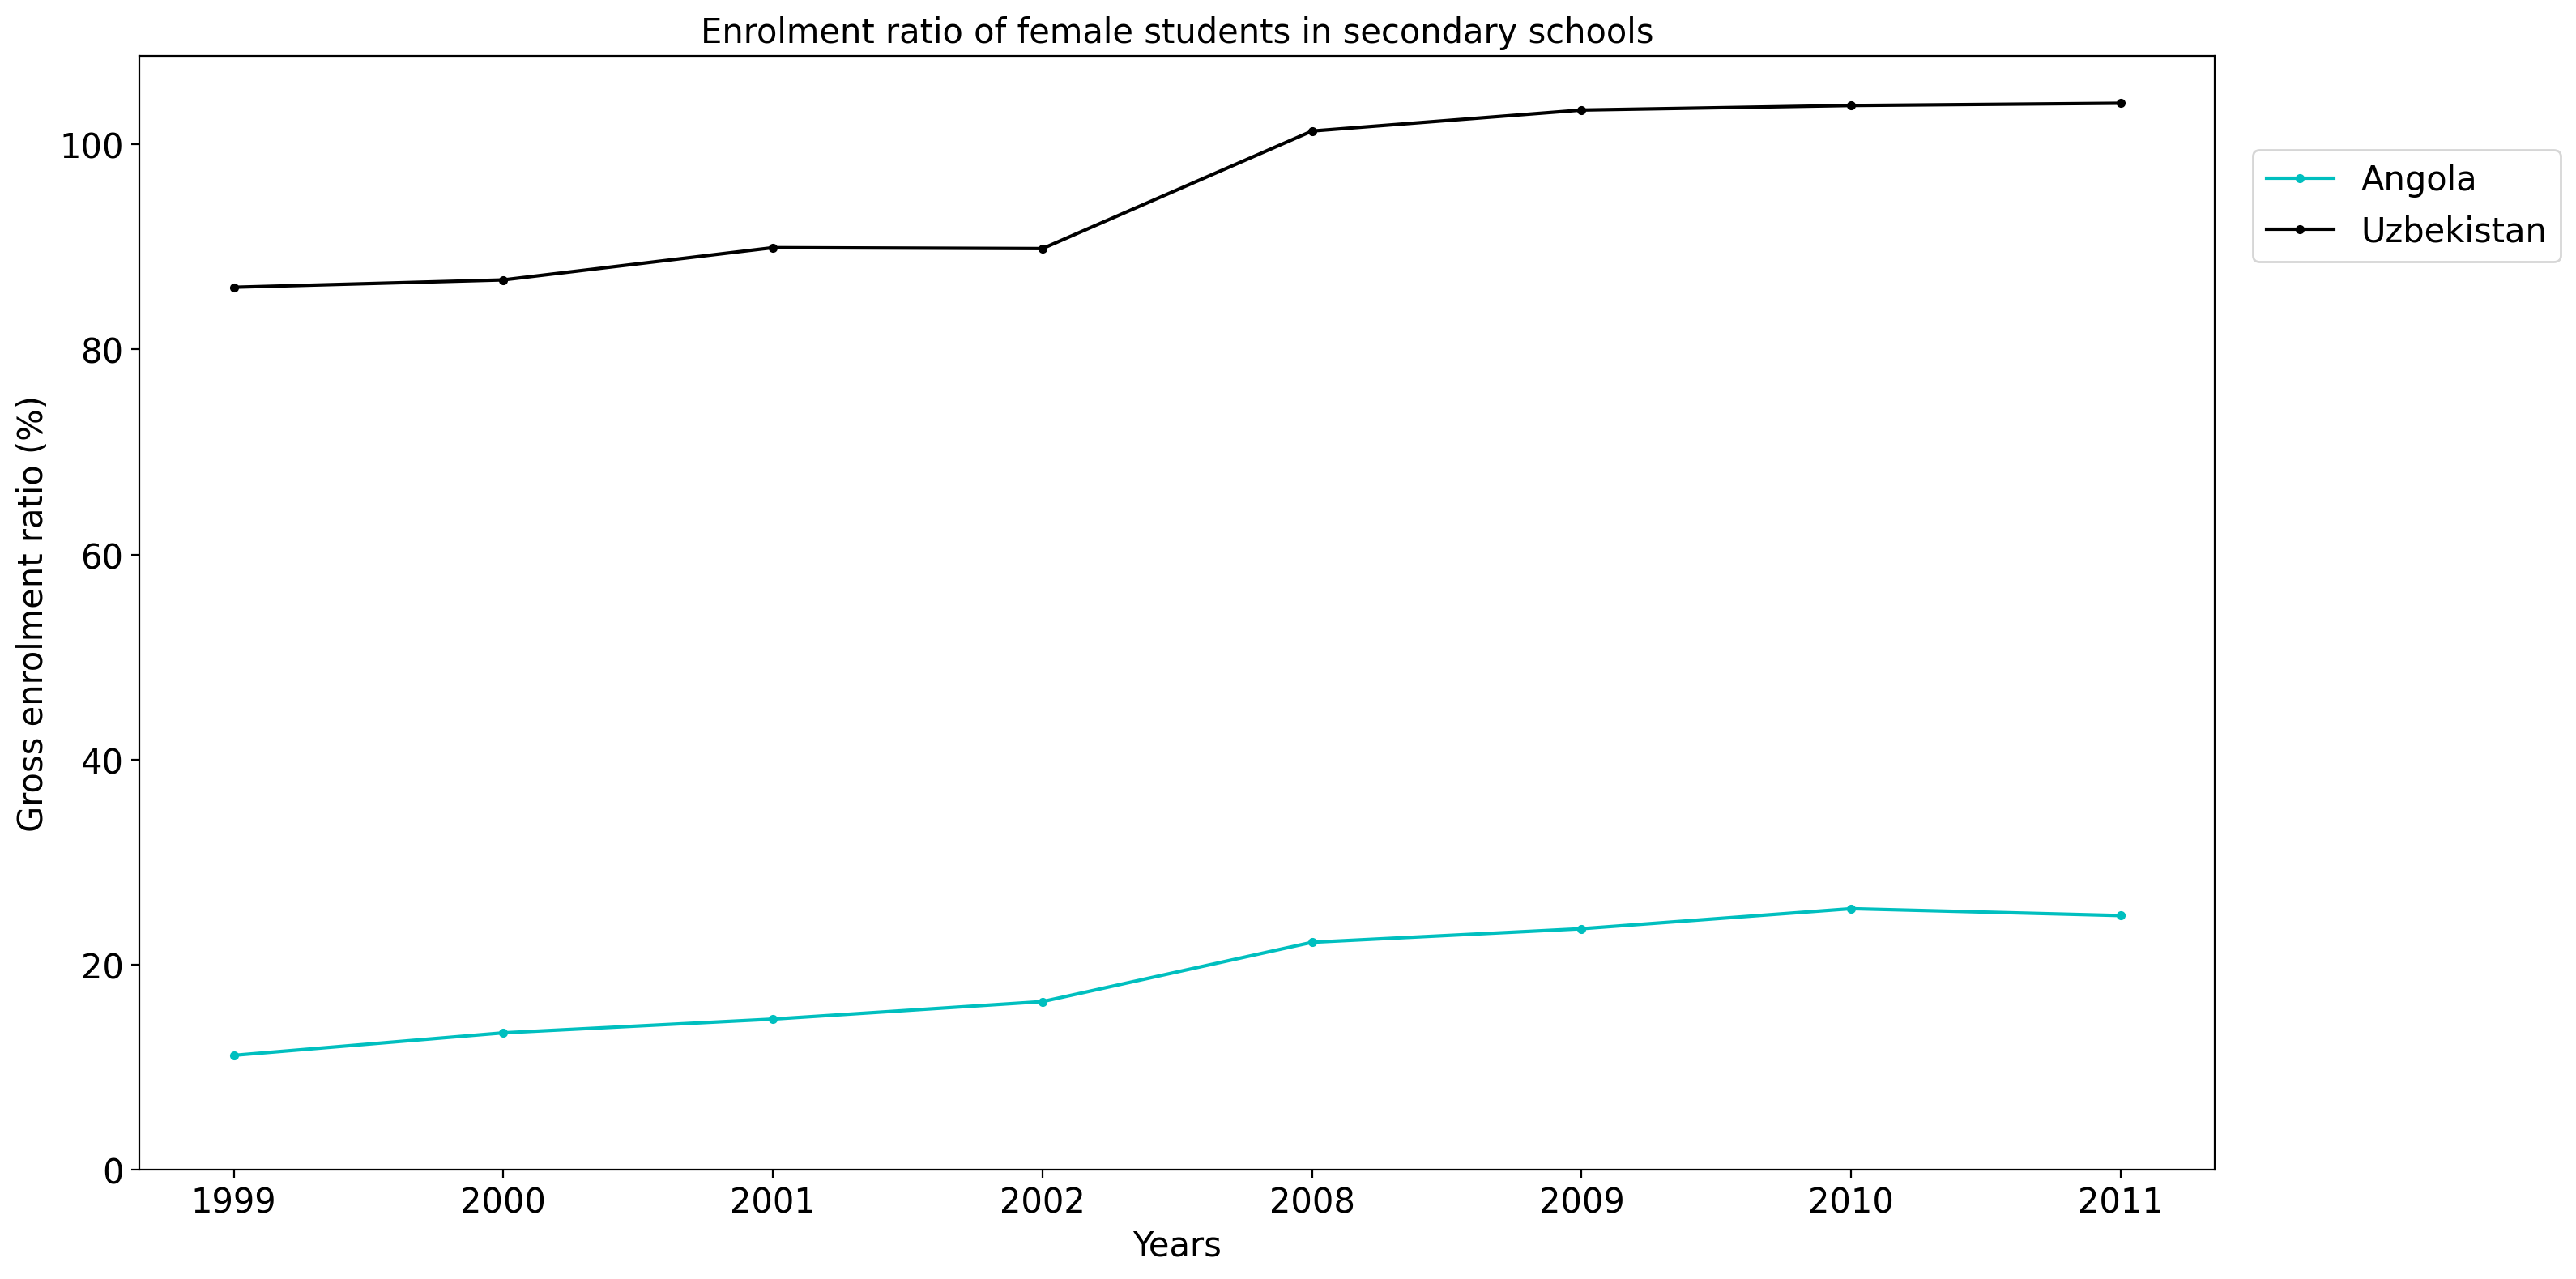 Enrolment ratio of female students in secondary schools
Gross enrolment ratio (%)
100
80
60
40
20
0
1999 2000 2001 2002 2008 2009 2010 2011
Years
Angola
Uzbekistan